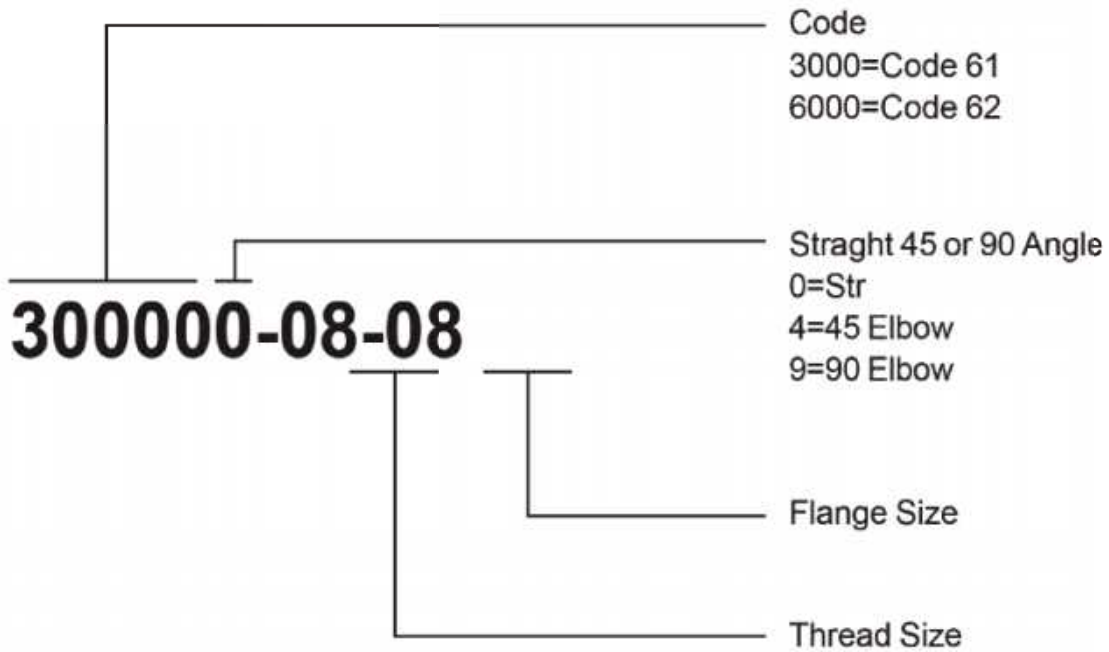 Code
3000=Code 61
6000=Code 62
Straght 45 or 90 Angle
0=Str
4=45 Elbow
9=90 Elbow
300000-08-08
Flange Size
Thread Size